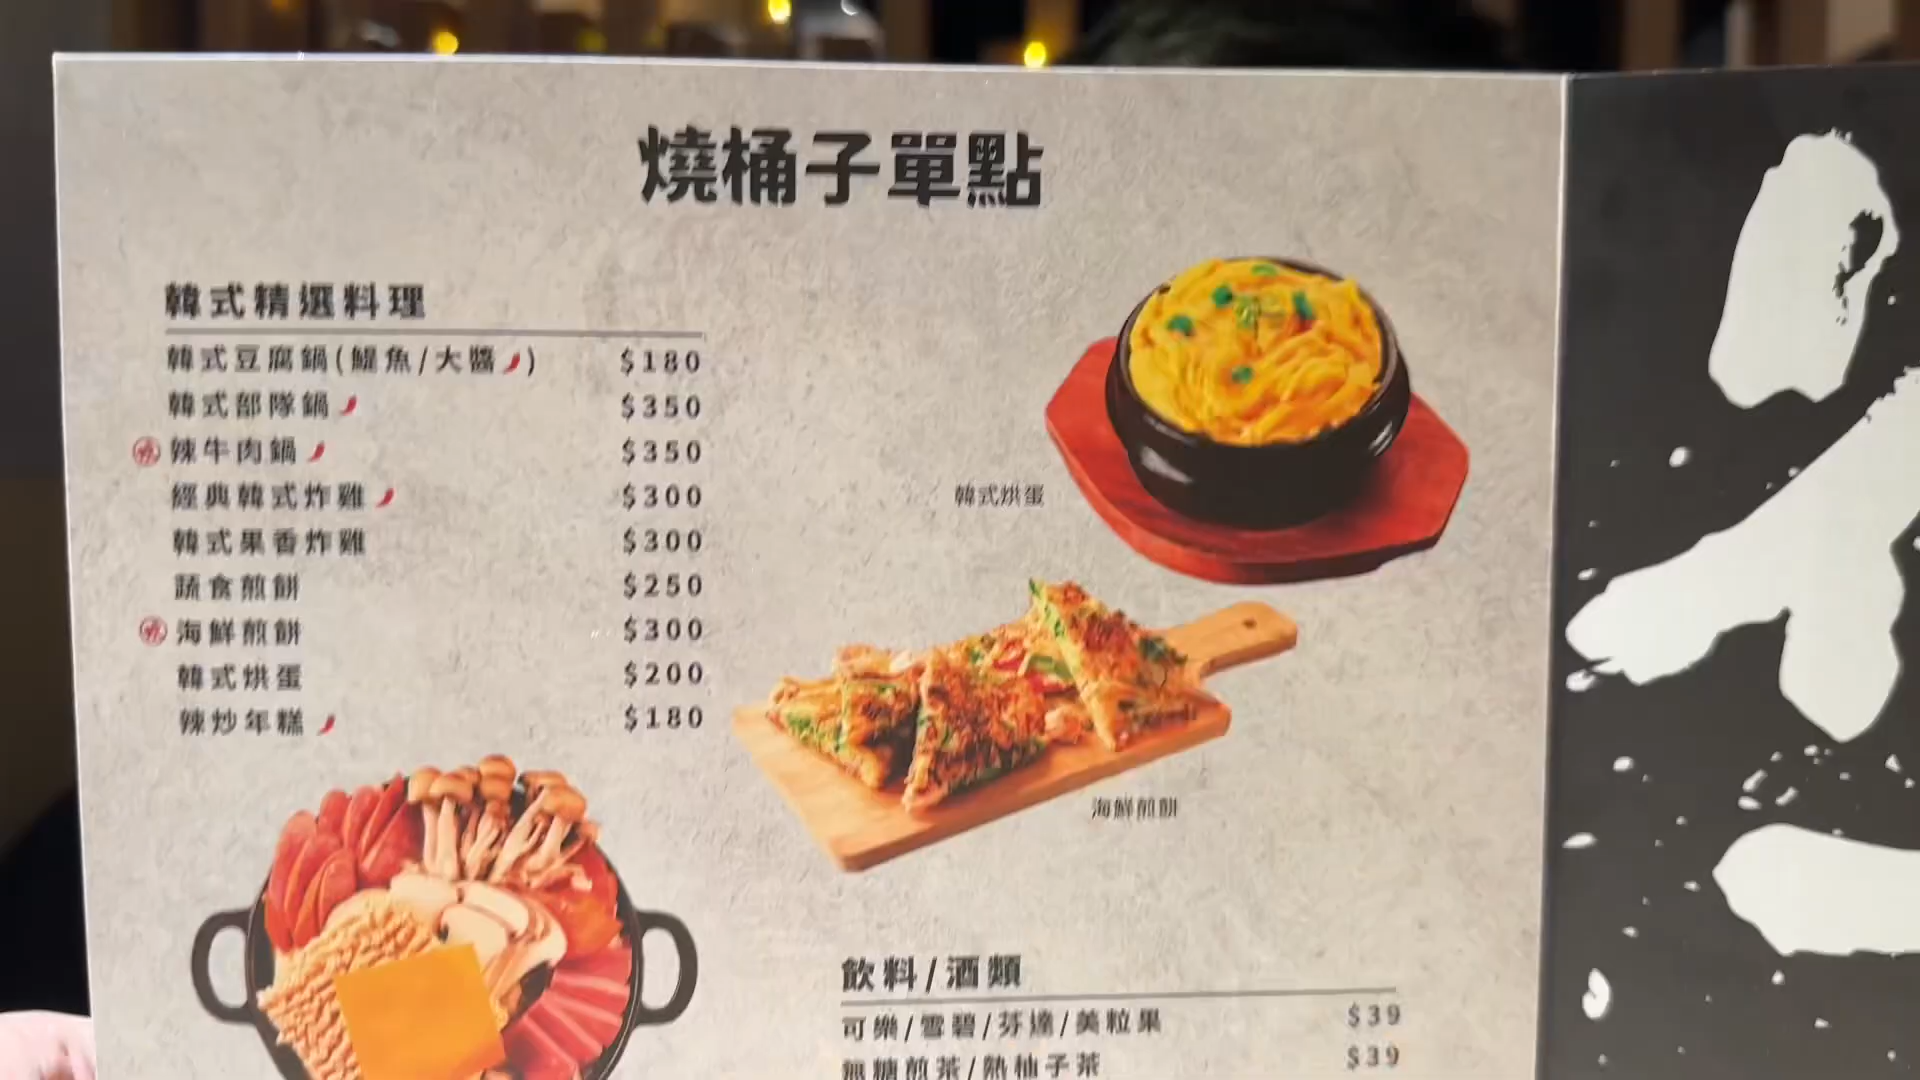 燒桶子單點
韓式精選料理
韓式豆腐鍋(鯷魚/大醬) $180
韓式部隊鍋 $350
辣牛肉鍋 $350
經典韓式炸雞 $300
韓式果香炸雞 $300
蔬食煎餅 $250
海鮮煎餅 $300
韓式烘蛋 $200
辣炒年糕 $180
韓式烘蛋
海鮮煎餅
飲料/酒類
可樂/雪碧/芬達/美粒果 $39
無糖煎茶/熱柚子茶 $39